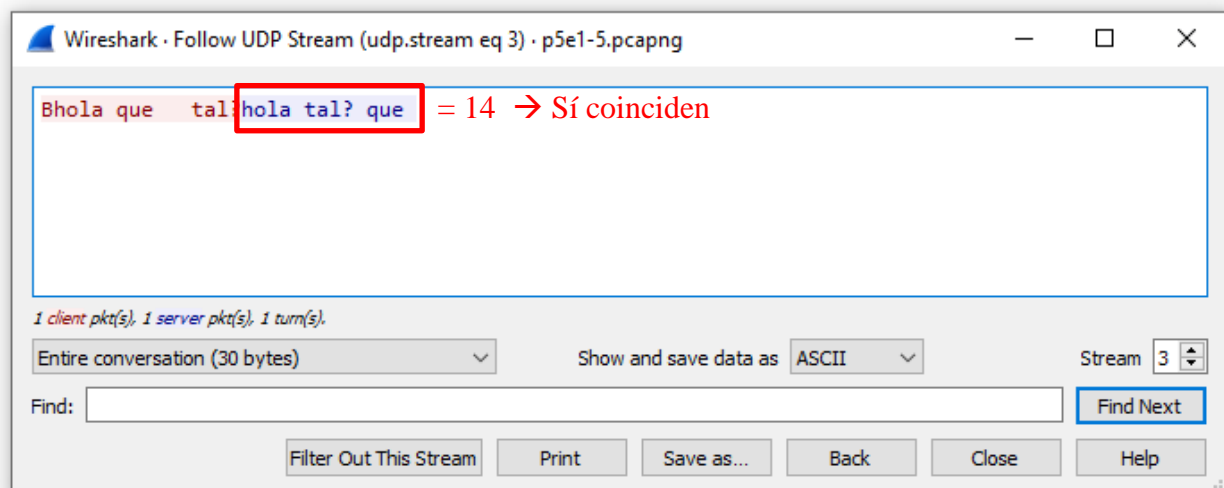 Wireshark · Follow UDP Stream (udp.stream eq 3) · p5e1-5.pcapng
Bhola que   tal?hola tal? que = 14 → Sí coinciden
1 client pkt(s), 1 server pkt(s), 1 turn(s).
Entire conversation (30 bytes) Show and save data as ASCII Stream 3
Find: Find Next
Filter Out This Stream Print Save as... Back Close Help